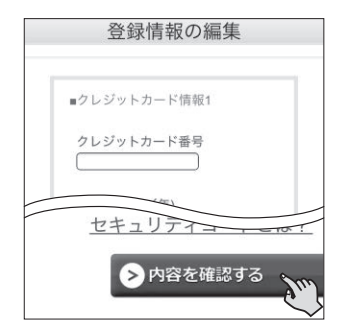 登録情報の編集
■クレジットカード情報1
クレジットカード番号
セキュリティコードとは？
内容を確認する